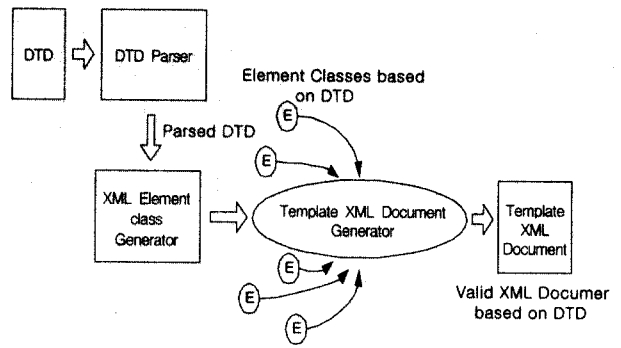 DTD
DTD Parser
Element Classes based
on DTD
E
Parsed DTD
E
XML Element
class
Generator
Template XML Document
Generator
Template
XML
Document
E
E
E
Valid XML Documer
based on DTD